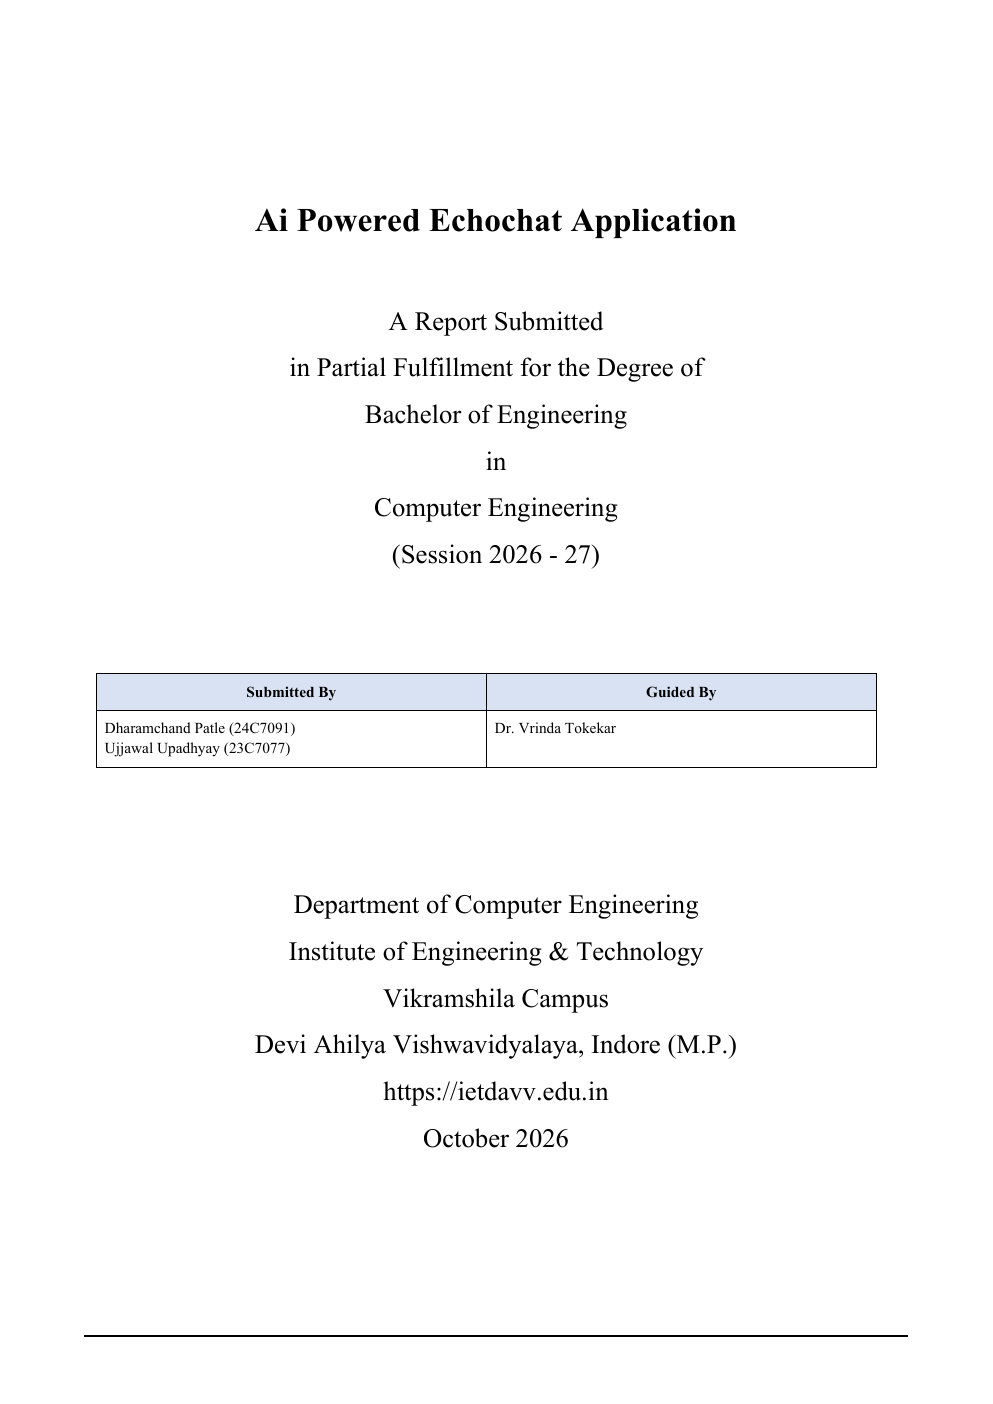 Ai Powered Echochat Application
A Report Submitted
in Partial Fulfillment for the Degree of
Bachelor of Engineering
in
Computer Engineering
(Session 2026 - 27)
Submitted By
Guided By
Dharamchand Patle (24C7091)
Ujjawal Upadhyay (23C7077)
Dr. Vrinda Tokekar
Department of Computer Engineering
Institute of Engineering & Technology
Vikramshila Campus
Devi Ahilya Vishwavidyalaya, Indore (M.P.)
https://ietdavv.edu.in
October 2026